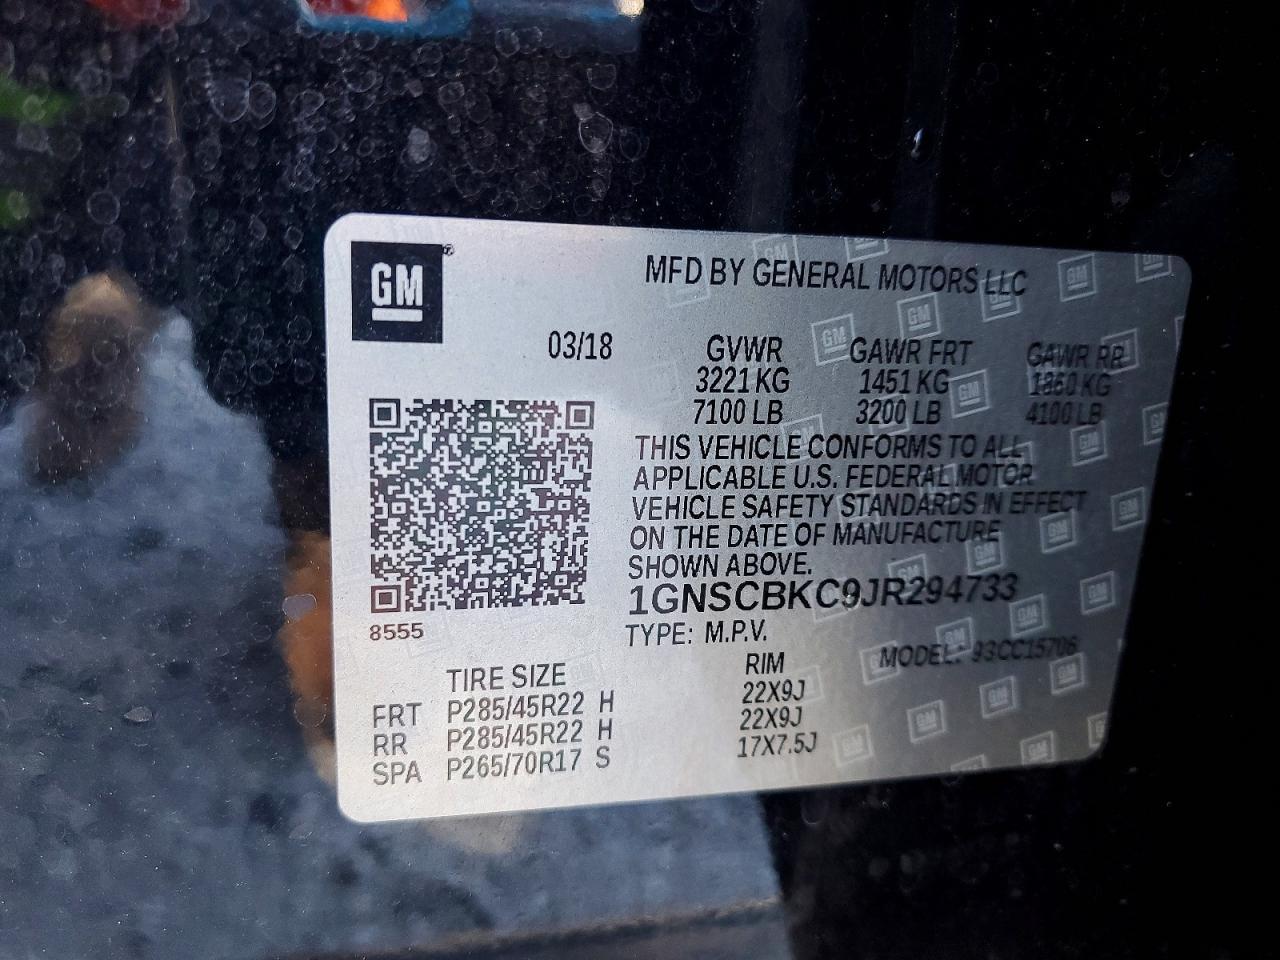 GM
MFD BY GENERAL MOTORS LLC
03/18
GVWR GAWR FRT GAWR RR
3221 KG 1451 KG 1860 KG
7100 LB 3200 LB 4100 LB
THIS VEHICLE CONFORMS TO ALL
APPLICABLE U.S. FEDERAL MOTOR
VEHICLE SAFETY STANDARDS IN EFFECT
ON THE DATE OF MANUFACTURE
SHOWN ABOVE.
1GNSCBKC9JR294733
8555
TYPE: M.P.V. MODEL: 93CC15706
TIRE SIZE RIM
FRT P285/45R22 H 22X9J
RR P285/45R22 H 22X9J
SPA P265/70R17 S 17X7.5J